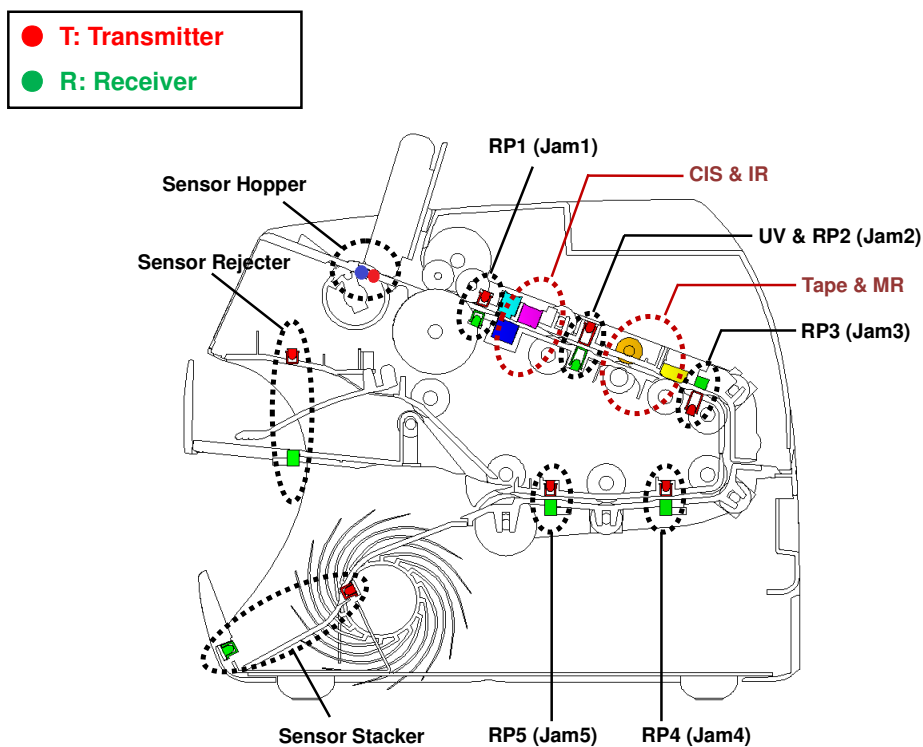 T: Transmitter
R: Receiver
RP1 (Jam1)
CIS & IR
Sensor Hopper
UV & RP2 (Jam2)
Sensor Rejecter
Tape & MR
RP3 (Jam3)
Sensor Stacker
RP5 (Jam5)
RP4 (Jam4)